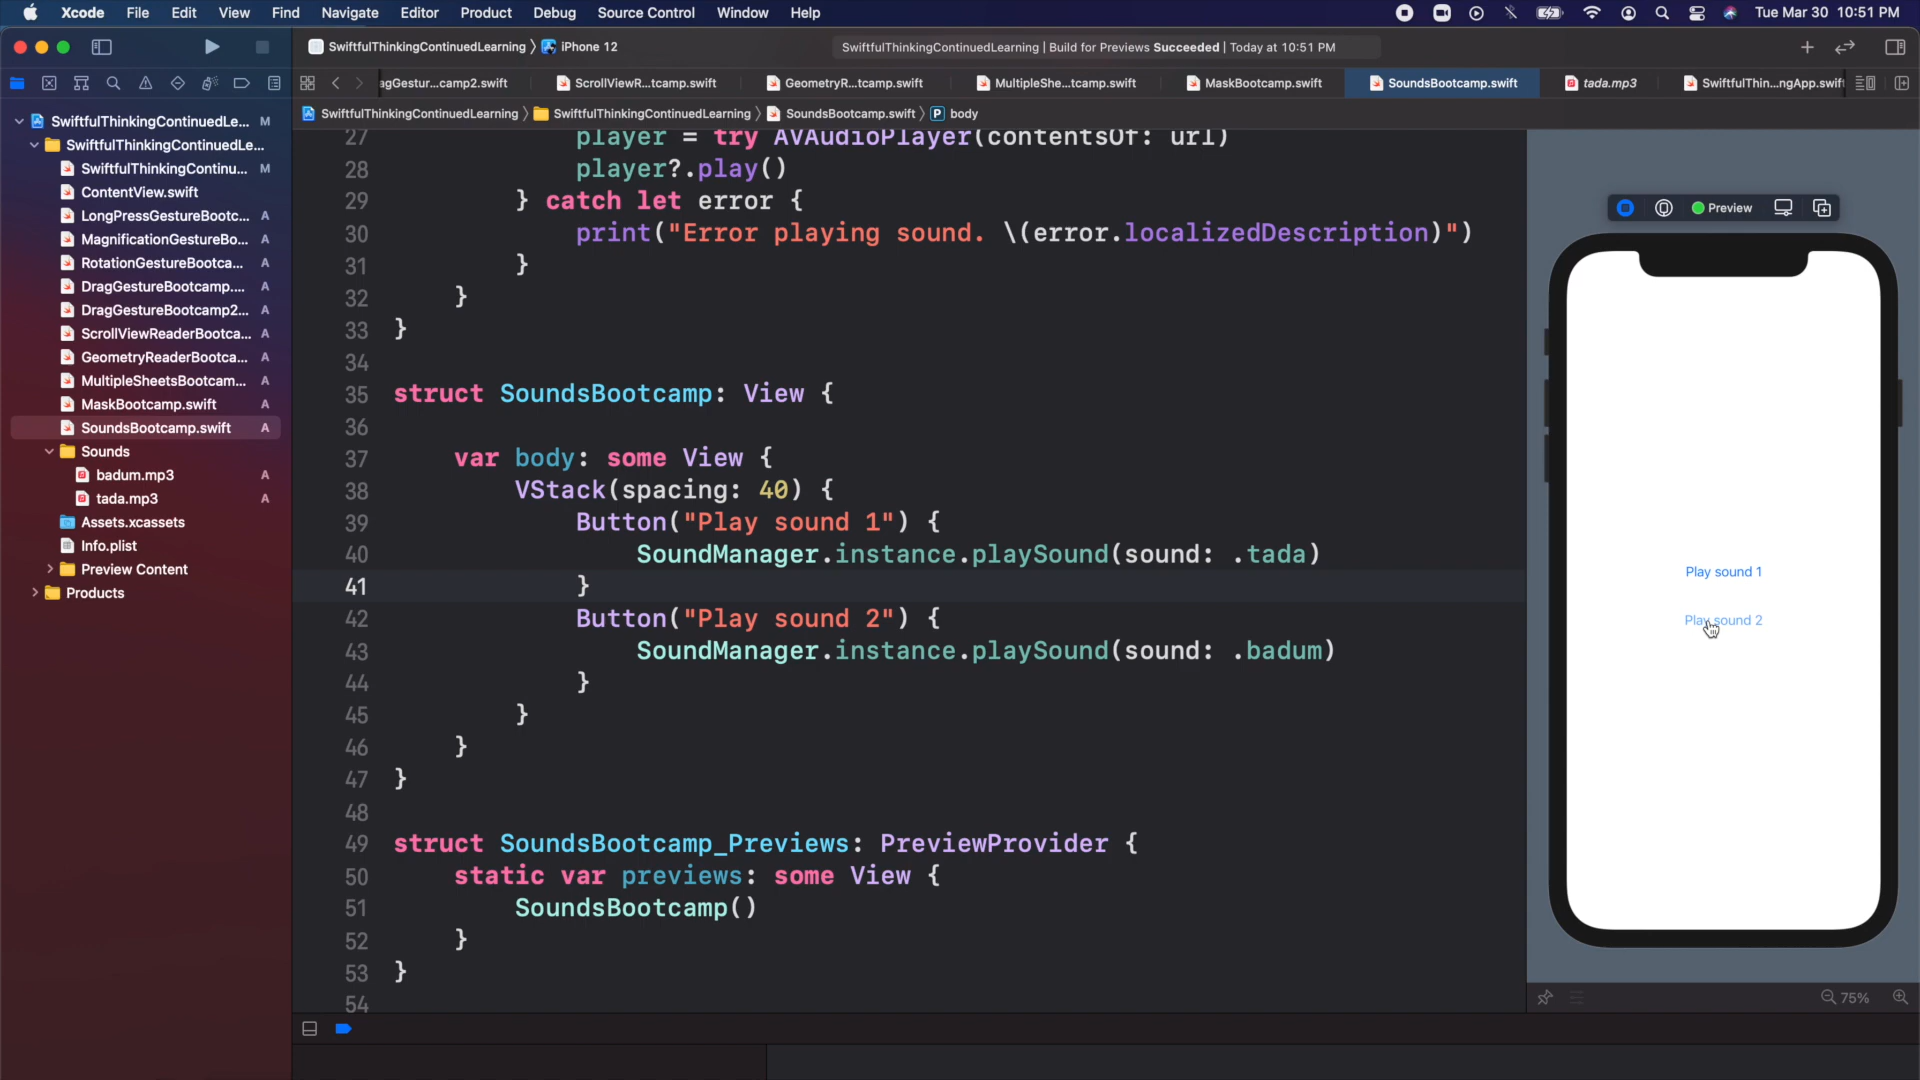 Xcode File Edit View Find Navigate Editor Product Debug Source Control Window Help Tue Mar 30 10:51 PM
SwiftfulThinkingContinuedLearning iPhone 12
SwiftfulThinkingContinuedLearning | Build for Previews Succeeded | Today at 10:51 PM
agGestur...camp2.swift ScrollViewR...tcamp.swift GeometryR...tcamp.swift MultipleShe...tcamp.swift MaskBootcamp.swift SoundsBootcamp.swift tada.mp3 SwiftfulThin...ngApp.swif
SwiftfulThinkingContinuedLearning SwiftfulThinkingContinuedLearning SoundsBootcamp.swift P body
SwiftfulThinkingContinuedLe... M
SwiftfulThinkingContinuedLe...
SwiftfulThinkingContinu... M
ContentView.swift
LongPressGestureBootc... A
MagnificationGestureBo... A
RotationGestureBootca... A
DragGestureBootcamp.... A
DragGestureBootcamp2... A
ScrollViewReaderBootca... A
GeometryReaderBootca... A
MultipleSheetsBootcam... A
MaskBootcamp.swift A
SoundsBootcamp.swift A
Sounds
badum.mp3 A
tada.mp3 A
Assets.xcassets
Info.plist
Preview Content
Products
27 player = try AVAudioPlayer(contentsOf: url)
28 player?.play()
29 } catch let error {
30 print("Error playing sound. \(error.localizedDescription)")
31 }
32 }
33 }
34
35 struct SoundsBootcamp: View {
36
37 var body: some View {
38 VStack(spacing: 40) {
39 Button("Play sound 1") {
40 SoundManager.instance.playSound(sound: .tada)
41 }
42 Button("Play sound 2") {
43 SoundManager.instance.playSound(sound: .badum)
44 }
45 }
46 }
47 }
48
49 struct SoundsBootcamp_Previews: PreviewProvider {
50 static var previews: some View {
51 SoundsBootcamp()
52 }
53 }
54
Preview
Play sound 1
Play sound 2
75%